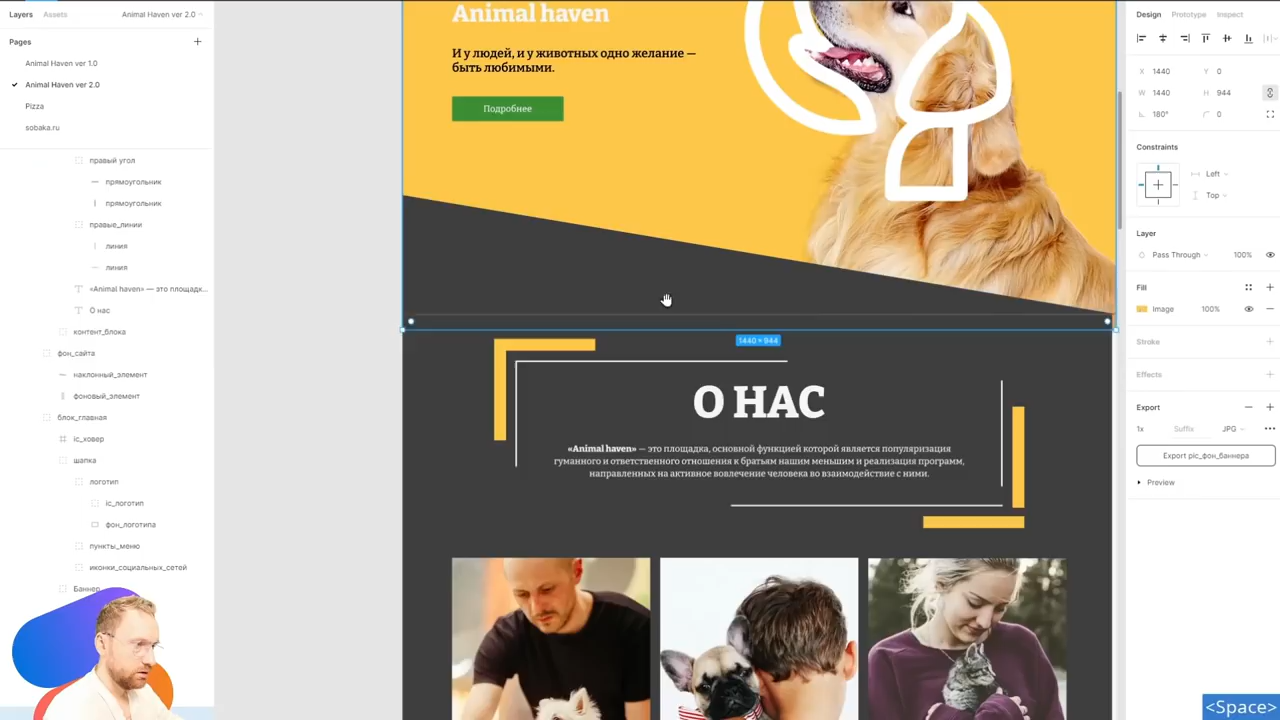 Layers
Assets
Animal Haven ver 2.0
Pages
Animal Haven ver 1.0
Animal Haven ver 2.0
Pizza
sobaka.ru
правый угол
прямоугольник
прямоугольник
правые_линии
линия
линия
«Animal haven» — это площадк...
О нас
контент_блока
фон_сайта
наклонный_элемент
фоновый_элемент
блок_главная
ic_ховер
шапка
логотип
ic_логотип
фон_логотипа
пункты_меню
иконки_социальных_сетей
Баннер
Animal haven
И у людей, и у животных одно желание —
быть любимыми.
Подробнее
1440 × 944
О НАС
«Animal haven» — это площадка, основной функцией которой является популяризация
гуманного и ответственного отношения к братьям нашим меньшим и реализация программ,
направленных на активное вовлечение человека во взаимодействие с ними.
Design
Prototype
Inspect
X 1440
Y 0
W 1440
H 944
180°
0
Constraints
Left
Top
Layer
Pass Through
100%
Fill
Image
100%
Stroke
Effects
Export
1x
Suffix
JPG
Export pic_фон_баннера
Preview
<Space>